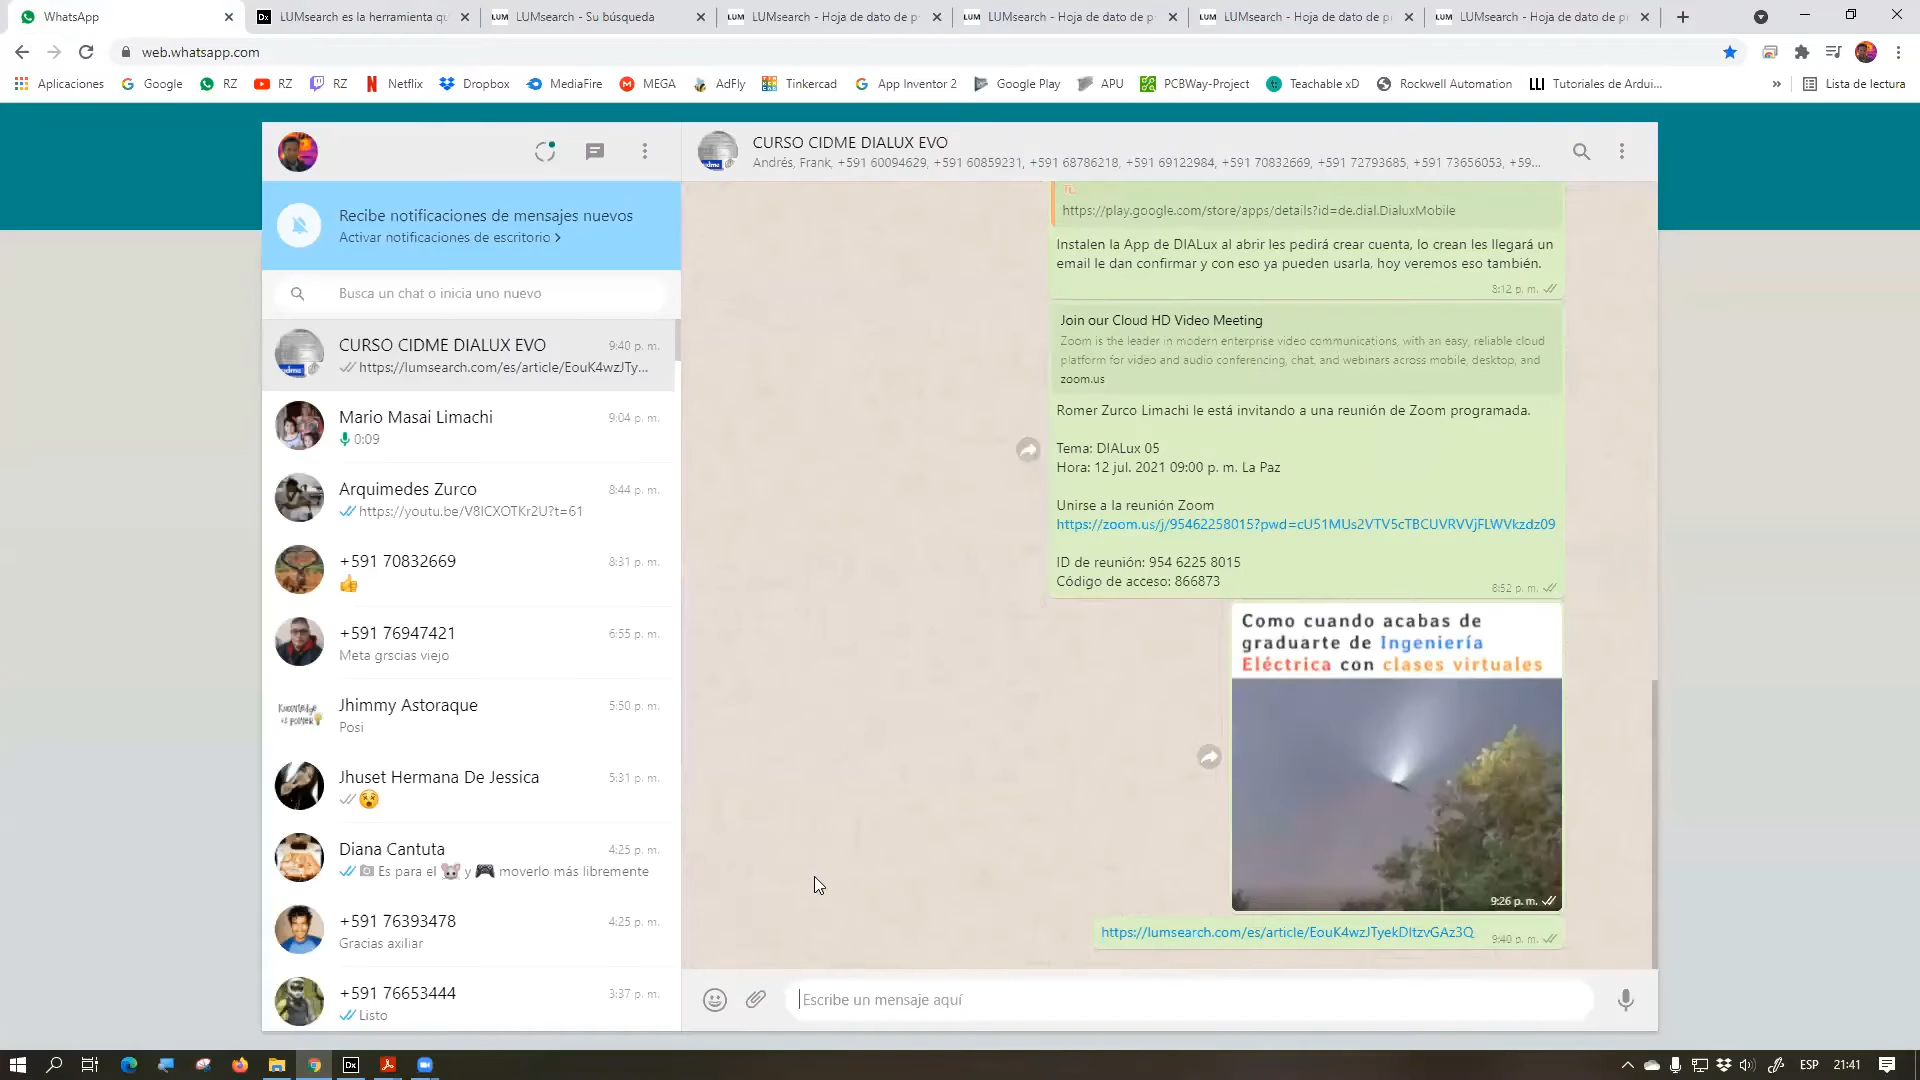 WhatsApp
LUMsearch es la herramienta qu
LUMsearch - Su búsqueda
LUMsearch - Hoja de dato de p
LUMsearch - Hoja de dato de p
LUMsearch - Hoja de dato de p
LUMsearch - Hoja de dato de p
web.whatsapp.com
Aplicaciones
Google
RZ
RZ
RZ
Netflix
Dropbox
MediaFire
MEGA
AdFly
Tinkercad
App Inventor 2
Google Play
APU
PCBWay-Project
Teachable xD
Rockwell Automation
Tutoriales de Ardui...
Lista de lectura
Recibe notificaciones de mensajes nuevos
Activar notificaciones de escritorio >
Busca un chat o inicia uno nuevo
CURSO CIDME DIALUX EVO 9:40 p. m.
https://lumsearch.com/es/article/EouK4wzJTy...
Mario Masai Limachi 9:04 p. m.
0:09
Arquimedes Zurco 8:44 p. m.
https://youtu.be/V8ICXOTKr2U?t=61
+591 70832669 8:31 p. m.
👍
+591 76947421 6:55 p. m.
Meta grscias viejo
Jhimmy Astoraque 5:50 p. m.
Posi
Jhuset Hermana De Jessica 5:31 p. m.
😵
Diana Cantuta 4:25 p. m.
Es para el 🐭 y 🎮 moverlo más libremente
+591 76393478 4:25 p. m.
Gracias axiliar
+591 76653444 3:37 p. m.
Listo
CURSO CIDME DIALUX EVO
Andrés, Frank, +591 60094629, +591 60859231, +591 68786218, +591 69122984, +591 70832669, +591 72793685, +591 73656053, +59...
https://play.google.com/store/apps/details?id=de.dial.DialuxMobile
Instalen la App de DIALux al abrir les pedirá crear cuenta, lo crean les llegará un
email le dan confirmar y con eso ya pueden usarla, hoy veremos eso también.
8:12 p. m.
Join our Cloud HD Video Meeting
Zoom is the leader in modern enterprise video communications, with an easy, reliable cloud
platform for video and audio conferencing, chat, and webinars across mobile, desktop, and
zoom.us
Romer Zurco Limachi le está invitando a una reunión de Zoom programada.
Tema: DIALux 05
Hora: 12 jul. 2021 09:00 p. m. La Paz
Unirse a la reunión Zoom
https://zoom.us/j/95462258015?pwd=cU51MUs2VTV5cTBCUVRVVjFLWVkzdz09
ID de reunión: 954 6225 8015
Código de acceso: 866873
8:52 p. m.
Como cuando acabas de
graduarte de Ingeniería
Eléctrica con clases virtuales
9:26 p. m.
https://lumsearch.com/es/article/EouK4wzJTyekDItzvGAz3Q 9:40 p. m.
Escribe un mensaje aquí
ESP 21:41